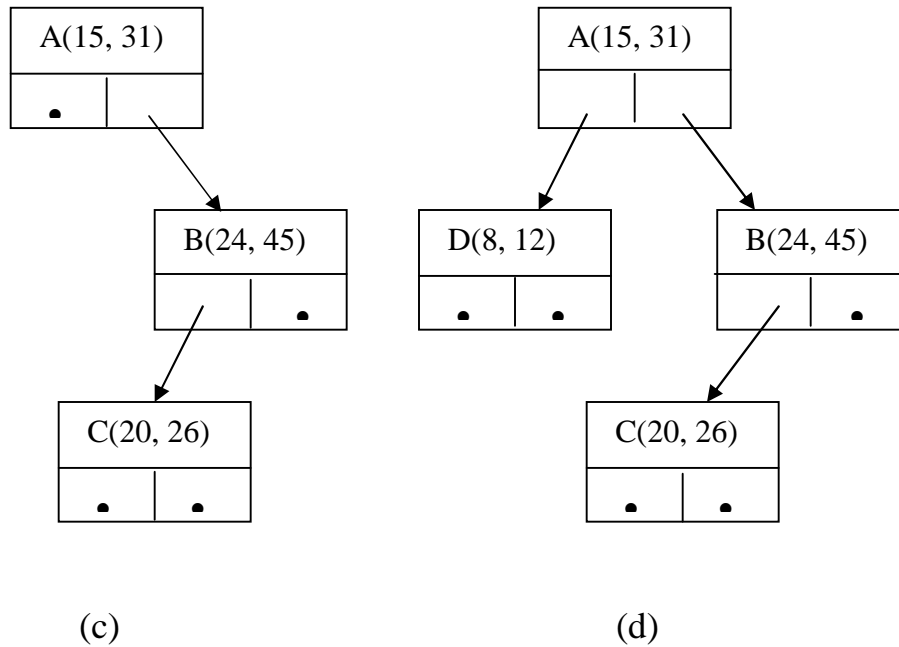 A(15, 31)
B(24, 45)
C(20, 26)
(c)
A(15, 31)
D(8, 12)
B(24, 45)
C(20, 26)
(d)